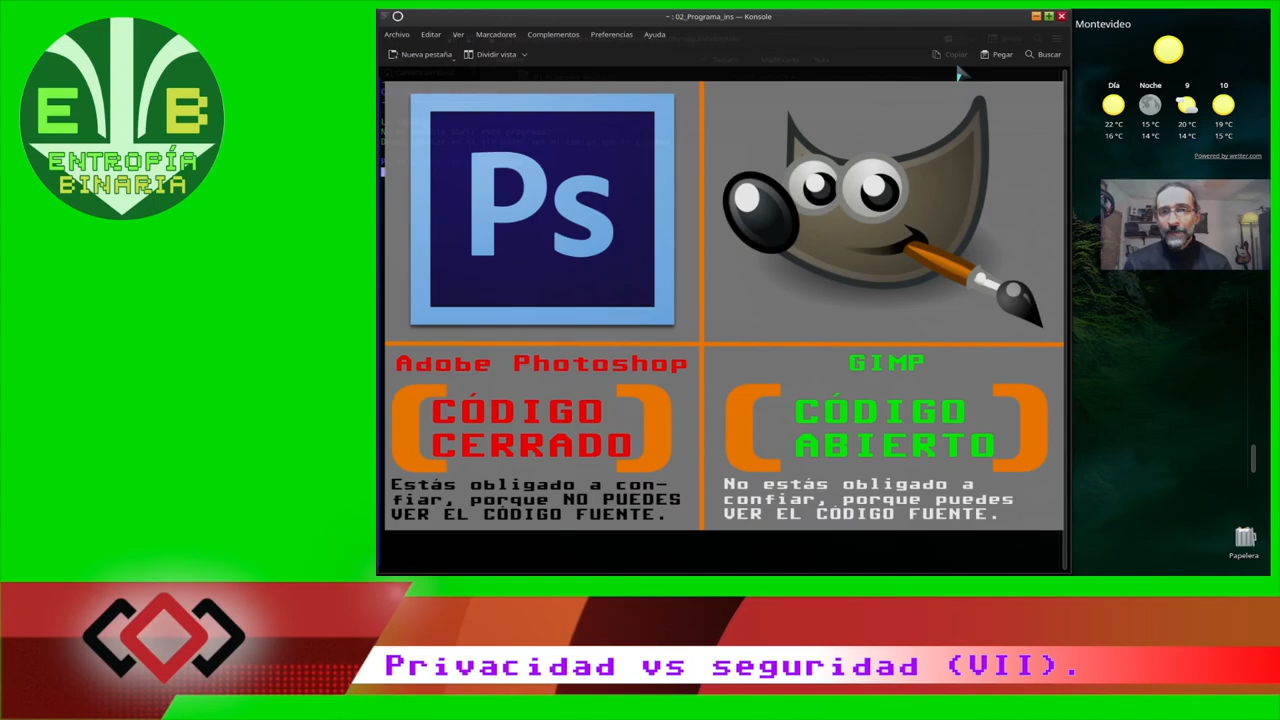 E B
ENTROPÍA
BINARIA
~ : 02_Programa_ins — Konsole
Archivo Editar Ver Marcadores Complementos Preferencias Ayuda
Nueva pestaña Dividir vista Copiar Pegar Buscar
Ps
Adobe Photoshop
CÓDIGO
CERRADO
Estás obligado a con-
fiar, porque NO PUEDES
VER EL CÓDIGO FUENTE.
GIMP
CÓDIGO
ABIERTO
No estás obligado a
confiar, porque puedes
VER EL CÓDIGO FUENTE.
Montevideo
Día Noche 9 10
22 °C 15 °C 20 °C 19 °C
16 °C 14 °C 14 °C 15 °C
Powered by wetter.com
Papelera
Privacidad vs seguridad (VII).